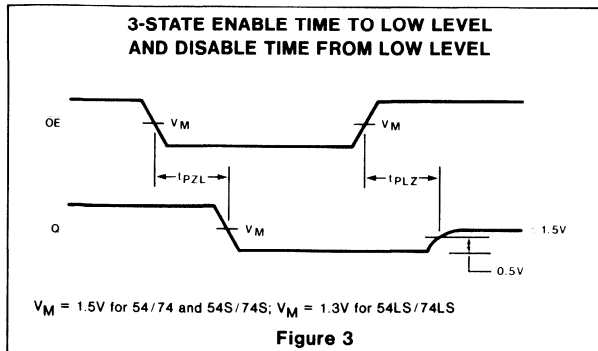 3-STATE ENABLE TIME TO LOW LEVEL
AND DISABLE TIME FROM LOW LEVEL
OE
VM
VM
tPZL
tPLZ
Q
VM
1.5V
0.5V
VM = 1.5V for 54/74 and 54S/74S; VM = 1.3V for 54LS/74LS
Figure 3